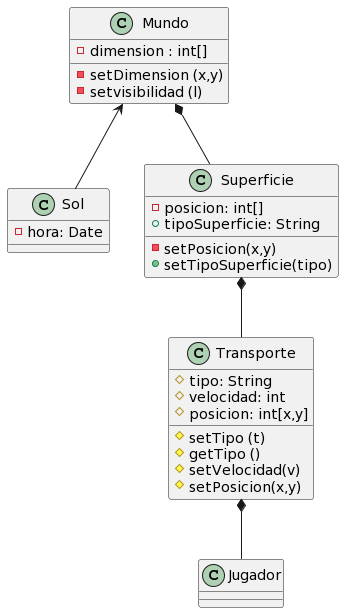 C Mundo
dimension : int[]
setDimension (x,y)
setvisibilidad (l)
C Sol
hora: Date
C Superficie
posicion: int[]
tipoSuperficie: String
setPosicion(x,y)
setTipoSuperficie(tipo)
C Transporte
tipo: String
velocidad: int
posicion: int[x,y]
setTipo (t)
getTipo ()
setVelocidad(v)
setPosicion(x,y)
C Jugador